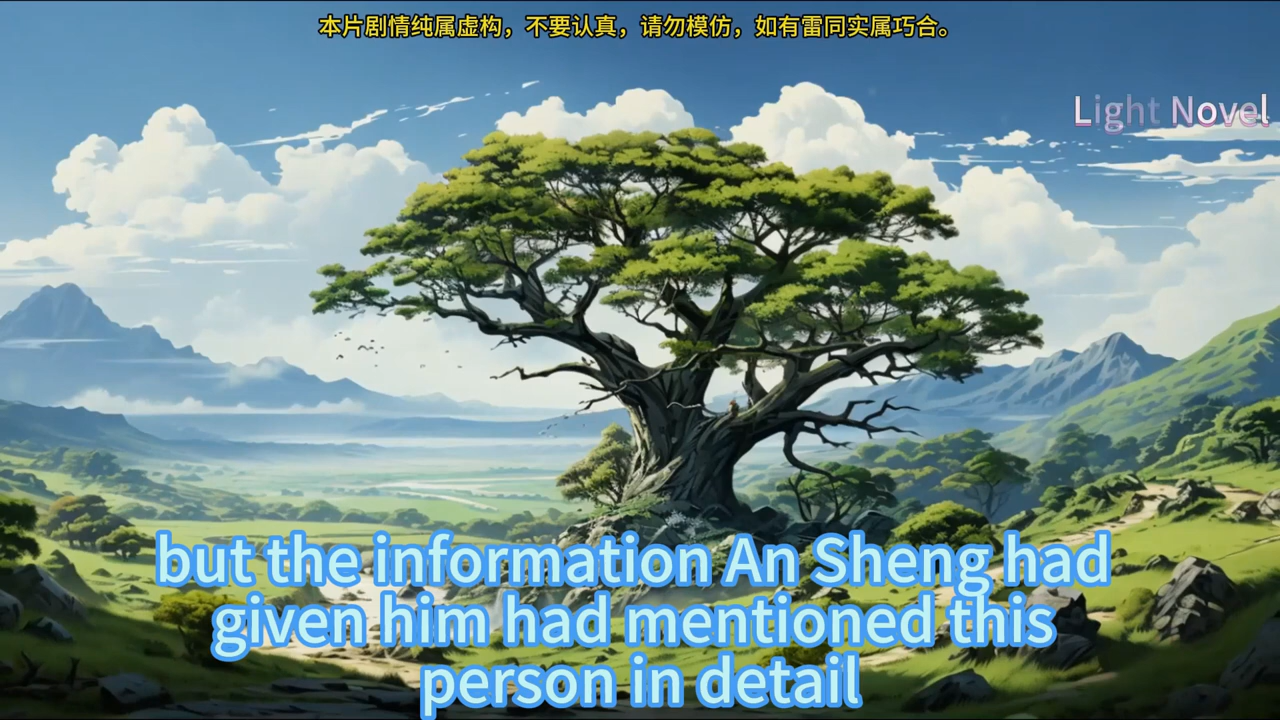 本片剧情纯属虚构，不要认真，请勿模仿，如有雷同实属巧合。
Light Novel
but the information An Sheng had
given him had mentioned this
person in detail